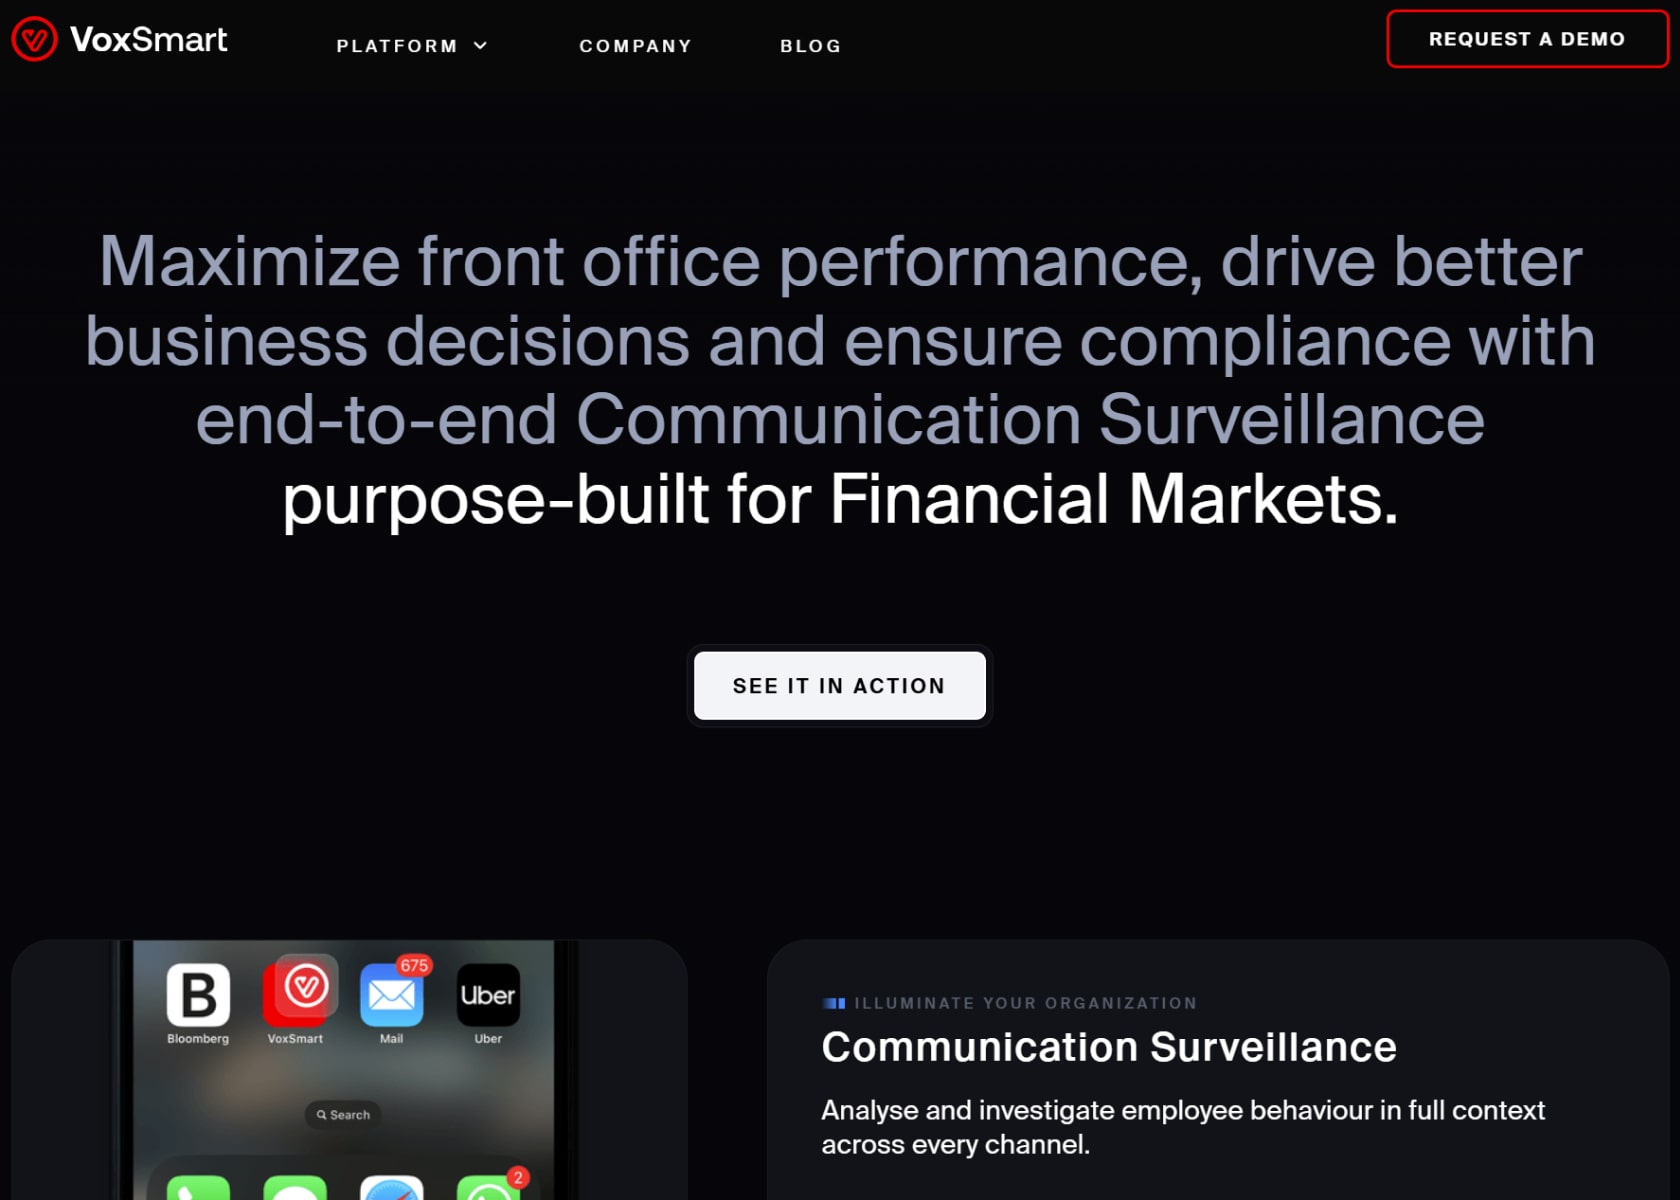 VoxSmart
PLATFORM
COMPANY
BLOG
REQUEST A DEMO
Maximize front office performance, drive better
business decisions and ensure compliance with
end-to-end Communication Surveillance
purpose-built for Financial Markets.
SEE IT IN ACTION
B
675
Uber
Bloomberg
VoxSmart
Mail
Uber
Search
2
ILLUMINATE YOUR ORGANIZATION
Communication Surveillance
Analyse and investigate employee behaviour in full context
across every channel.